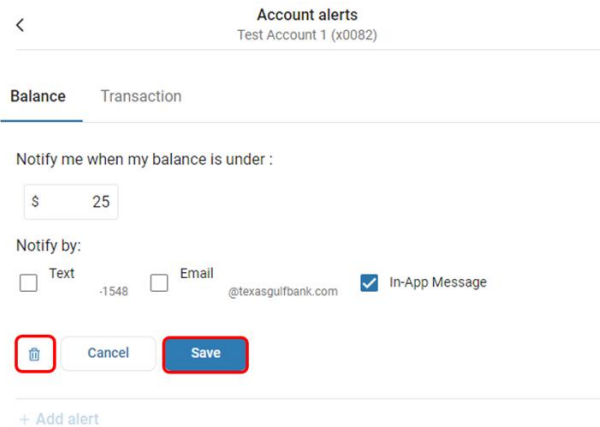 Account alerts
Test Account 1 (x0082)
Balance Transaction
Notify me when my balance is under :
$ 25
Notify by:
Text Email In-App Message
-1548 @texasgulfbank.com
Cancel Save
+ Add alert